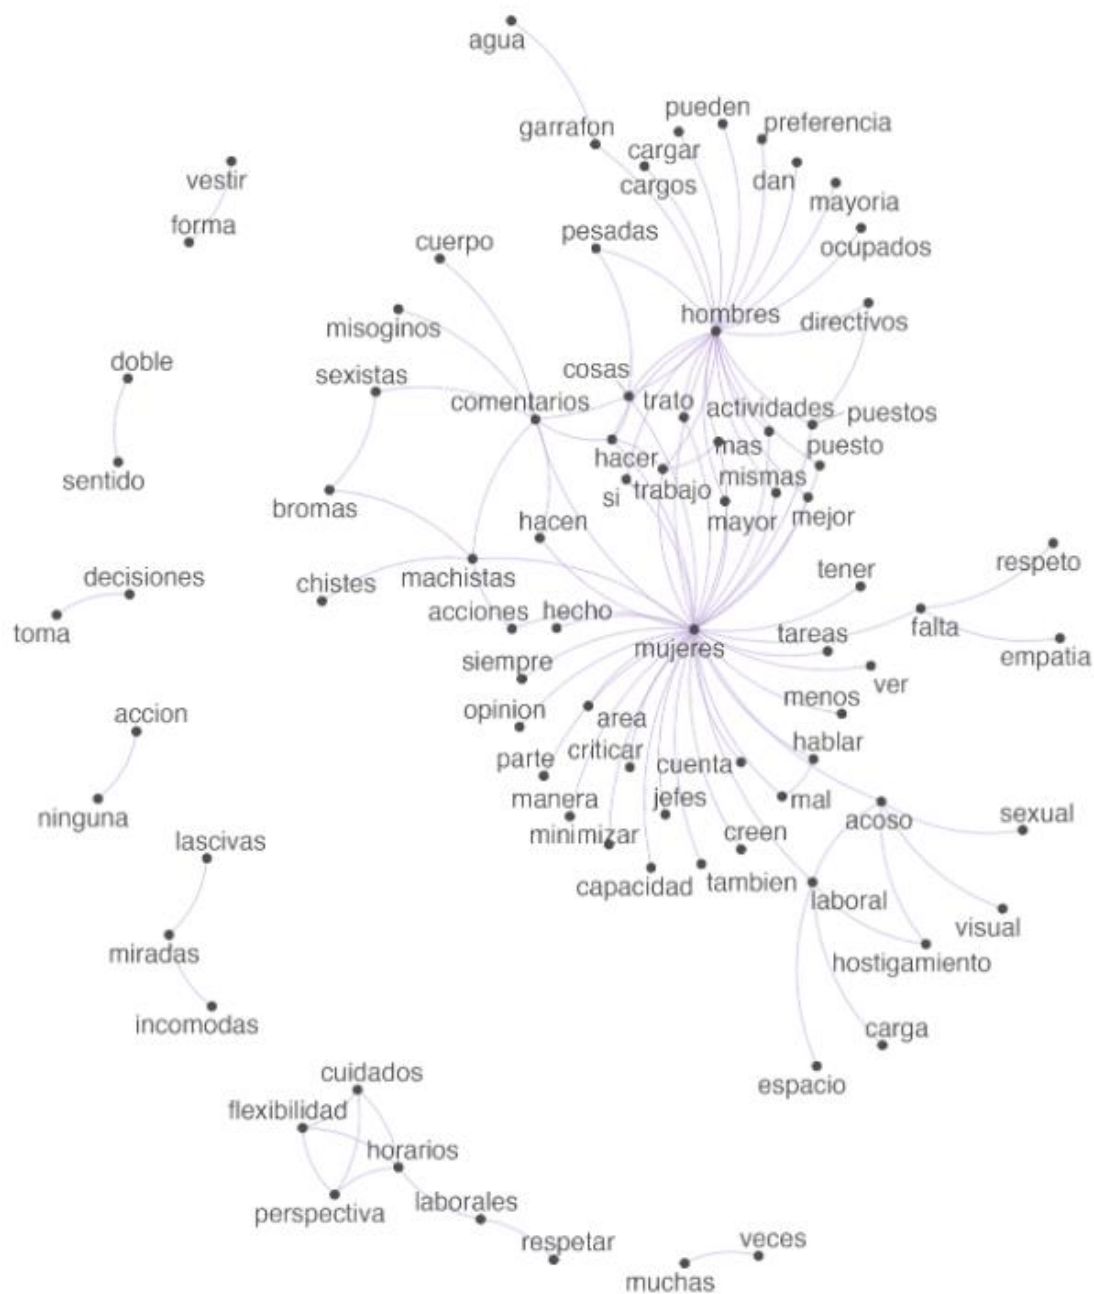 agua
pueden
preferencia
garrafon
cargar
cargos
dan
vestir
mayoria
forma
cuerpo
pesadas
ocupados
hombres
directivos
misoginos
doble
cosas
sexistas
comentarios
trato
actividades
puestos
hacer
mas
puesto
sentido
mismas
si
trabajo
bromas
hacen
mayor
mejor
respeto
tener
decisiones
chistes
machistas
acciones
hecho
toma
falta
tareas
mujeres
empatia
siempre
ver
menos
opinion
accion
area
hablar
criticar
parte
cuenta
manera
jefes
mal
sexual
ninguna
acoso
minimizar
creen
lascivas
capacidad
tambien
laboral
visual
miradas
hostigamiento
incomodas
carga
cuidados
espacio
flexibilidad
horarios
laborales
perspectiva
respetar
veces
muchas